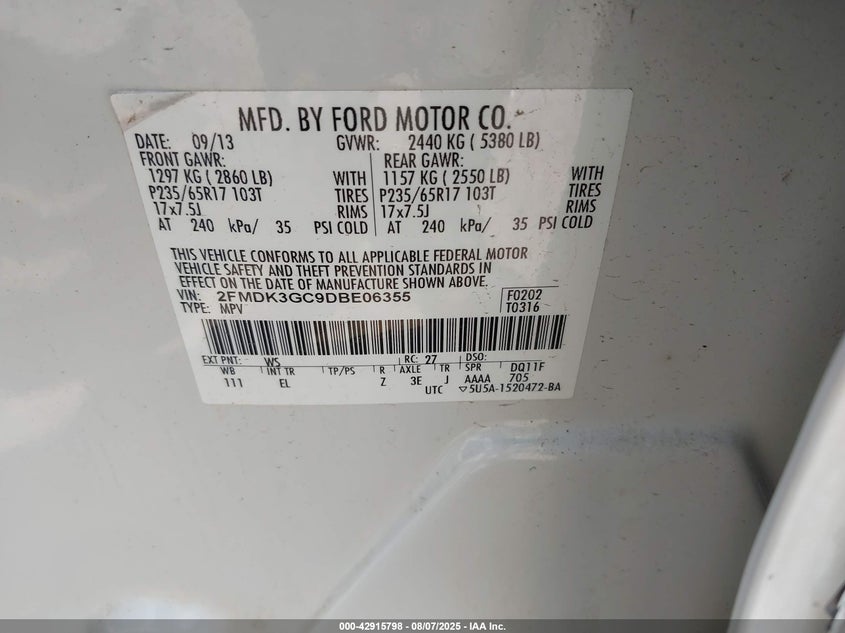 MFD. BY FORD MOTOR CO.
DATE: 09/13 GVWR: 2440 KG ( 5380 LB)
FRONT GAWR: REAR GAWR:
1297 KG ( 2860 LB) WITH 1157 KG ( 2550 LB) WITH
P235/65R17 103T TIRES P235/65R17 103T TIRES
17x7.5J RIMS 17x7.5J RIMS
AT 240 kPa/ 35 PSI COLD AT 240 kPa/ 35 PSI COLD
THIS VEHICLE CONFORMS TO ALL APPLICABLE FEDERAL MOTOR
VEHICLE SAFETY AND THEFT PREVENTION STANDARDS IN
EFFECT ON THE DATE OF MANUFACTURE SHOWN ABOVE.
VIN: 2FMDK3GC9DBE06355 F0202
TYPE: MPV T0316
EXT PNT: WS RC: 27 DSO:
WB INT TR TP/PS R AXLE TR SPR DQ11F
111 EL Z 3E J AAAA 705
UTC ▽5U5A-1520472-BA
000-42915798 - 08/07/2025 - IAA Inc.